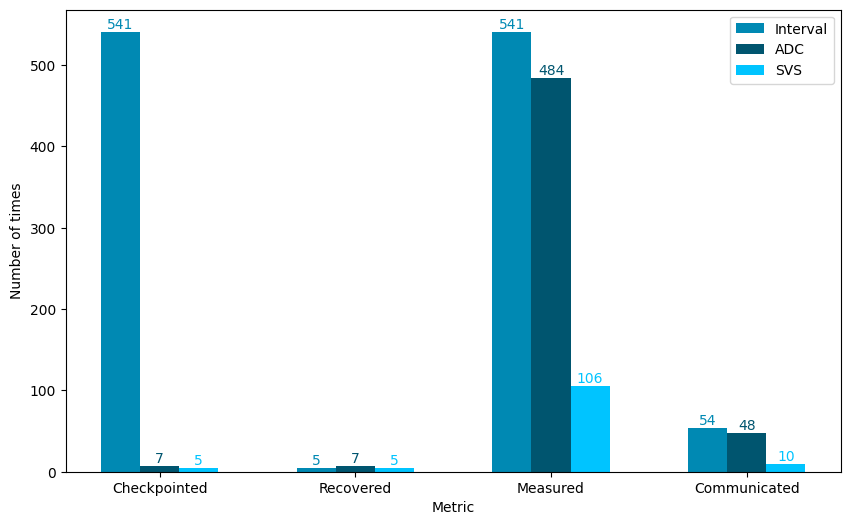 541
541
Interval
ADC
SVS
500
484
400
Number of times
300
200
106
100
54
48
7
5
5
7
5
10
0
Checkpointed
Recovered
Measured
Communicated
Metric